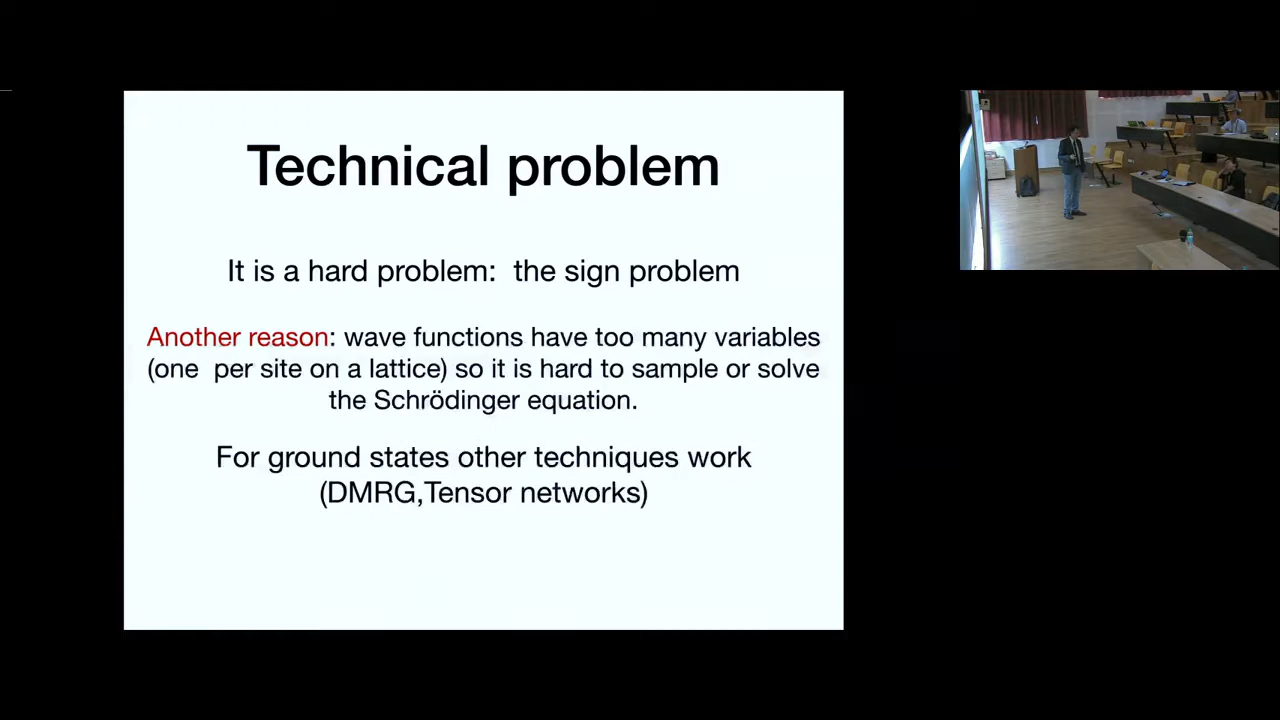 Technical problem
It is a hard problem: the sign problem
Another reason: wave functions have too many variables
(one per site on a lattice) so it is hard to sample or solve
the Schrödinger equation.
For ground states other techniques work
(DMRG,Tensor networks)